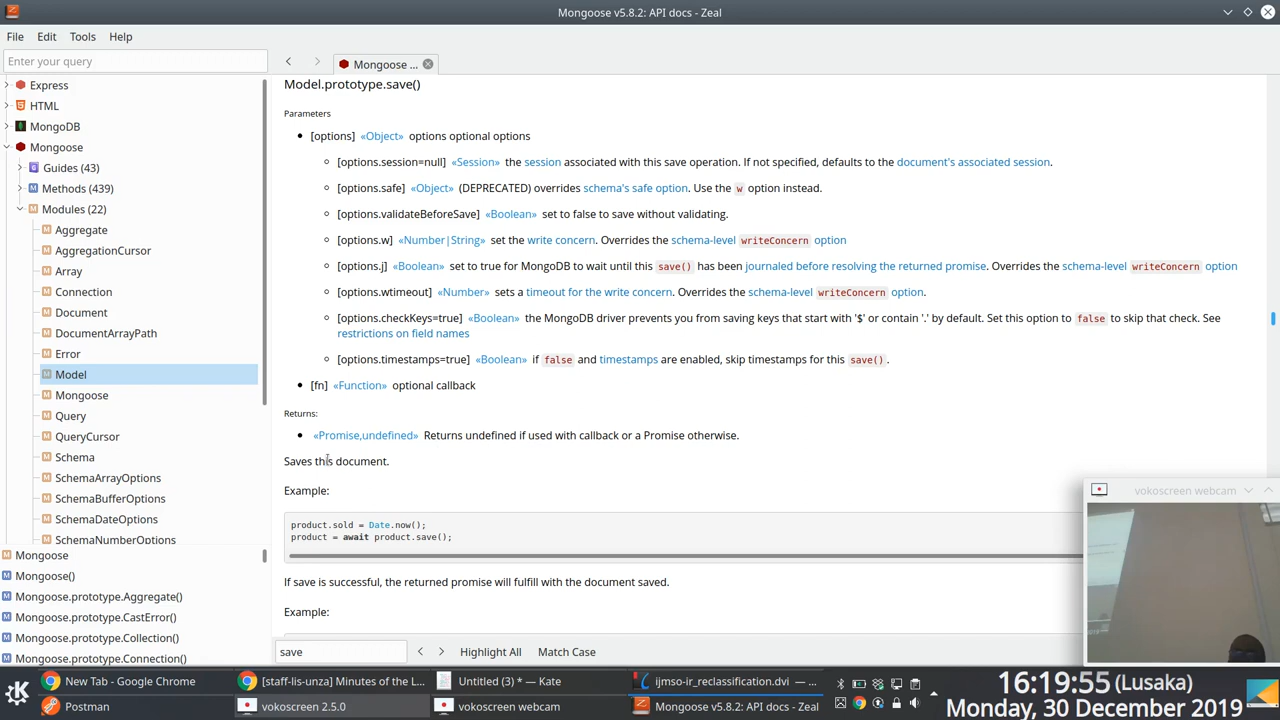 Mongoose v5.8.2: API docs - Zeal
File Edit Tools Help
Enter your query
Mongoose ...
Express
HTML
MongoDB
Mongoose
Guides (43)
Methods (439)
Modules (22)
Aggregate
AggregationCursor
Array
Connection
Document
DocumentArrayPath
Error
Model
Mongoose
Query
QueryCursor
Schema
SchemaArrayOptions
SchemaBufferOptions
SchemaDateOptions
SchemaNumberOptions
Mongoose
Mongoose()
Mongoose.prototype.Aggregate()
Mongoose.prototype.CastError()
Mongoose.prototype.Collection()
Mongoose.prototype.Connection()
Model.prototype.save()
Parameters
[options] «Object» options optional options
[options.session=null] «Session» the session associated with this save operation. If not specified, defaults to the document's associated session.
[options.safe] «Object» (DEPRECATED) overrides schema's safe option. Use the w option instead.
[options.validateBeforeSave] «Boolean» set to false to save without validating.
[options.w] «Number|String» set the write concern. Overrides the schema-level writeConcern option
[options.j] «Boolean» set to true for MongoDB to wait until this save() has been journaled before resolving the returned promise. Overrides the schema-level writeConcern option
[options.wtimeout] «Number» sets a timeout for the write concern. Overrides the schema-level writeConcern option.
[options.checkKeys=true] «Boolean» the MongoDB driver prevents you from saving keys that start with '$' or contain '.' by default. Set this option to false to skip that check. See
restrictions on field names
[options.timestamps=true] «Boolean» if false and timestamps are enabled, skip timestamps for this save().
[fn] «Function» optional callback
Returns:
«Promise,undefined» Returns undefined if used with callback or a Promise otherwise.
Saves this document.
Example:
product.sold = Date.now();
product = await product.save();
If save is successful, the returned promise will fulfill with the document saved.
Example:
save
Highlight All
Match Case
vokoscreen webcam
New Tab - Google Chrome
[staff-lis-unza] Minutes of the L...
Untitled (3) * — Kate
ijmso-ir_reclassification.dvi — ...
Postman
vokoscreen 2.5.0
vokoscreen webcam
Mongoose v5.8.2: API docs - Zeal
16:19:55 (Lusaka)
Monday, 30 December 2019